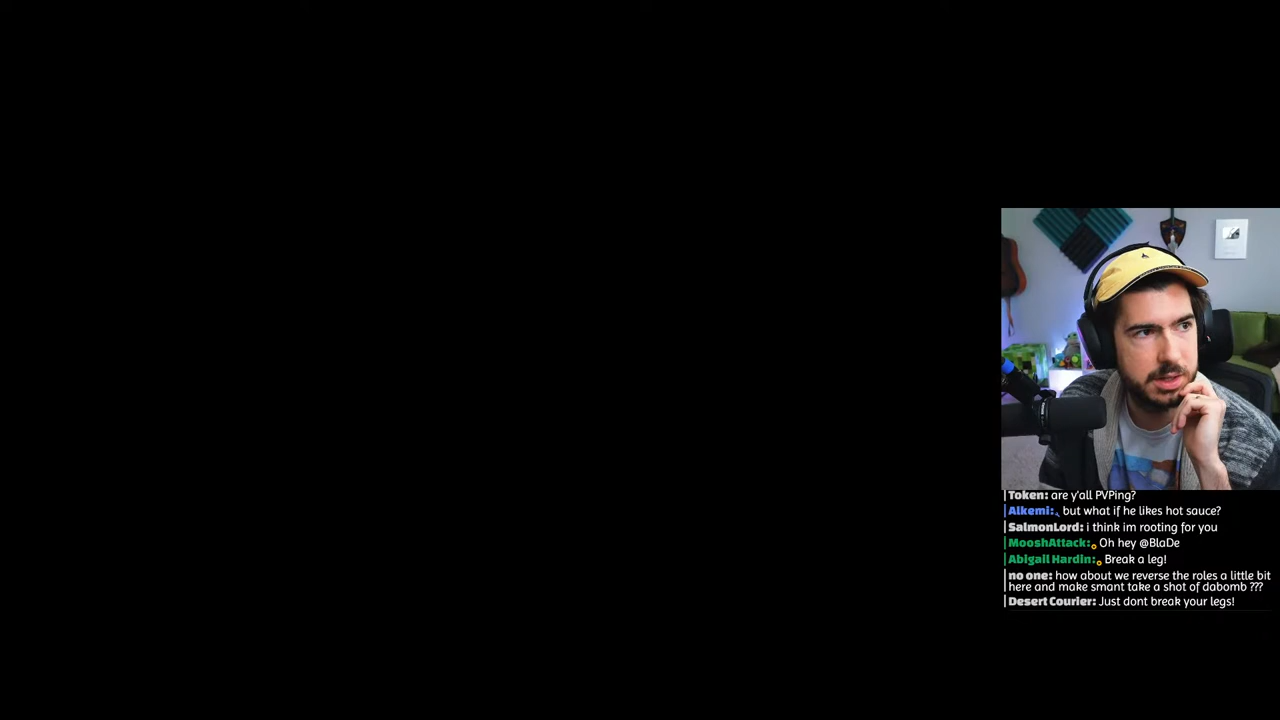 Token: are y'all PVPing?
Alkemi: but what if he likes hot sauce?
SalmonLord: i think im rooting for you
MooshAttack: Oh hey @BlaDe
Abigail Hardin: Break a leg!
no one: how about we reverse the roles a little bit
here and make smant take a shot of dabomb ???
Desert Courier: Just dont break your legs!